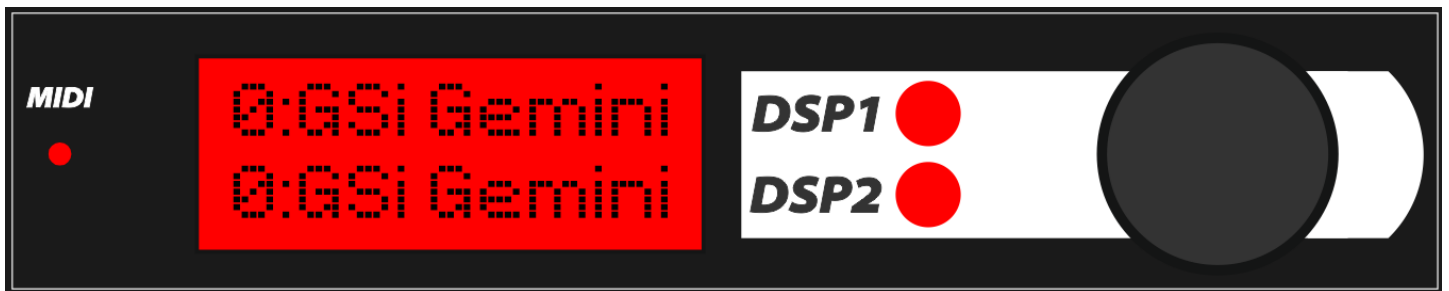 MIDI
0:GSi Gemini
0:GSi Gemini
DSP1
DSP2